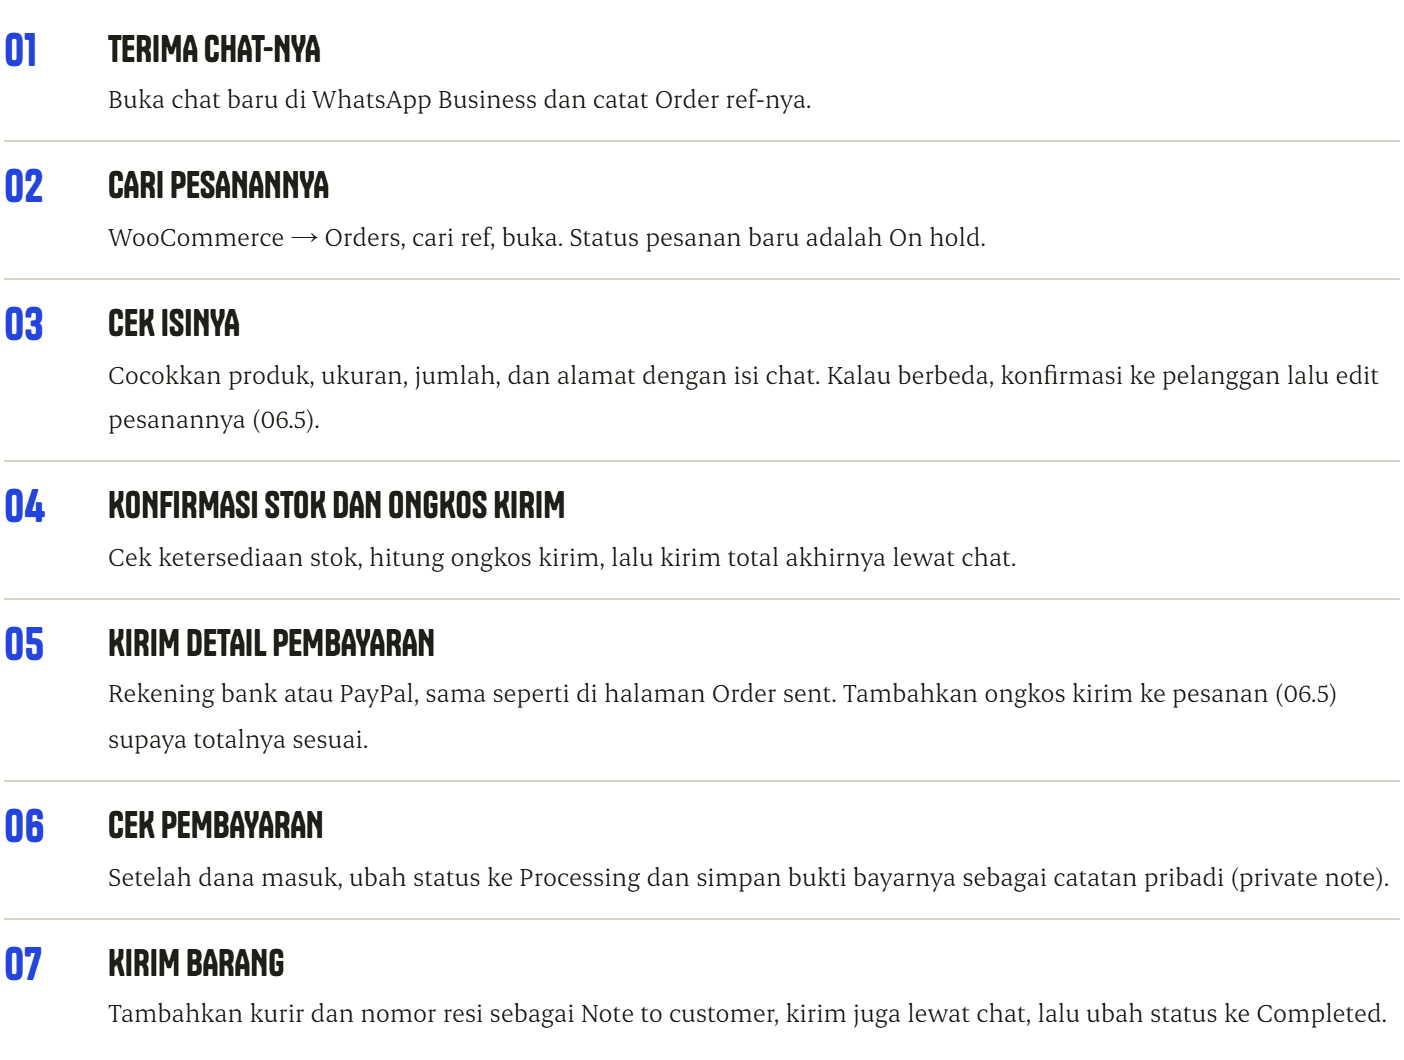 01
TERIMA CHAT-NYA
Buka chat baru di WhatsApp Business dan catat Order ref-nya.
02
CARI PESANANNYA
WooCommerce → Orders, cari ref, buka. Status pesanan baru adalah On hold.
03
CEK ISINYA
Cocokkan produk, ukuran, jumlah, dan alamat dengan isi chat. Kalau berbeda, konfirmasi ke pelanggan lalu edit
pesanannya (06.5).
04
KONFIRMASI STOK DAN ONGKOS KIRIM
Cek ketersediaan stok, hitung ongkos kirim, lalu kirim total akhirnya lewat chat.
05
KIRIM DETAIL PEMBAYARAN
Rekening bank atau PayPal, sama seperti di halaman Order sent. Tambahkan ongkos kirim ke pesanan (06.5)
supaya totalnya sesuai.
06
CEK PEMBAYARAN
Setelah dana masuk, ubah status ke Processing dan simpan bukti bayarnya sebagai catatan pribadi (private note).
07
KIRIM BARANG
Tambahkan kurir dan nomor resi sebagai Note to customer, kirim juga lewat chat, lalu ubah status ke Completed.